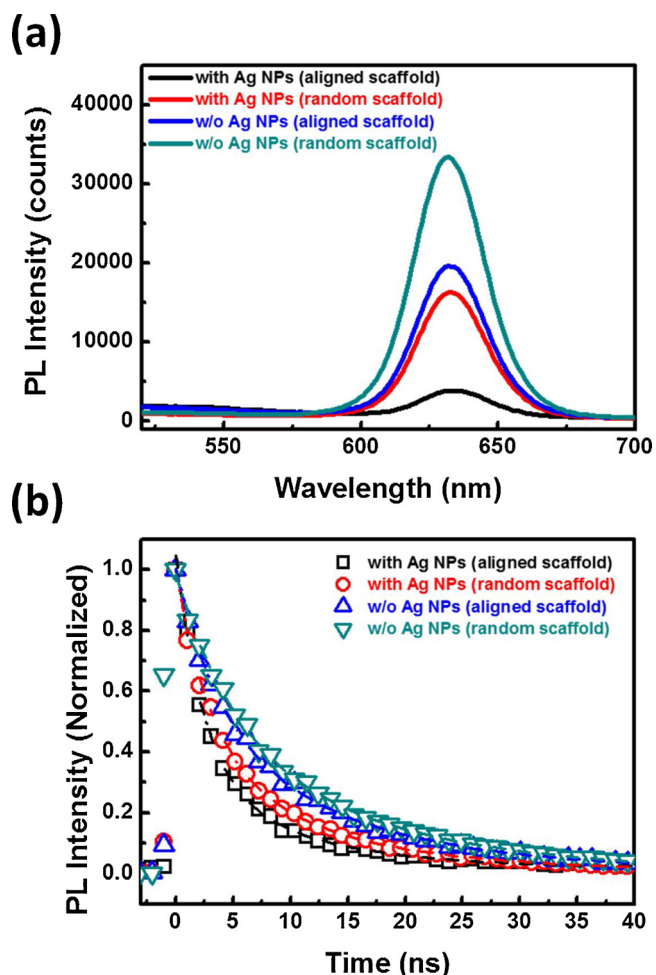 (a)
with Ag NPs (aligned scaffold)
with Ag NPs (random scaffold)
w/o Ag NPs (aligned scaffold)
w/o Ag NPs (random scaffold)
40000
30000
20000
10000
0
PL Intensity (counts)
550
600
650
700
Wavelength (nm)
(b)
with Ag NPs (aligned scaffold)
with Ag NPs (random scaffold)
w/o Ag NPs (aligned scaffold)
w/o Ag NPs (random scaffold)
1.0
0.8
0.6
0.4
0.2
0.0
PL Intensity (Normalized)
0
5
10
15
20
25
30
35
40
Time (ns)